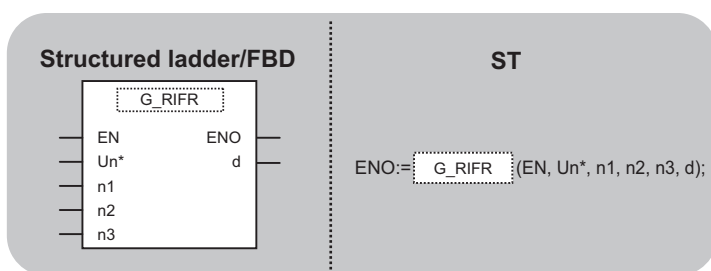 Structured ladder/FBD
G_RIFR
EN ENO
Un* d
n1
n2
n3
ST
ENO:= G_RIFR (EN, Un*, n1, n2, n3, d);